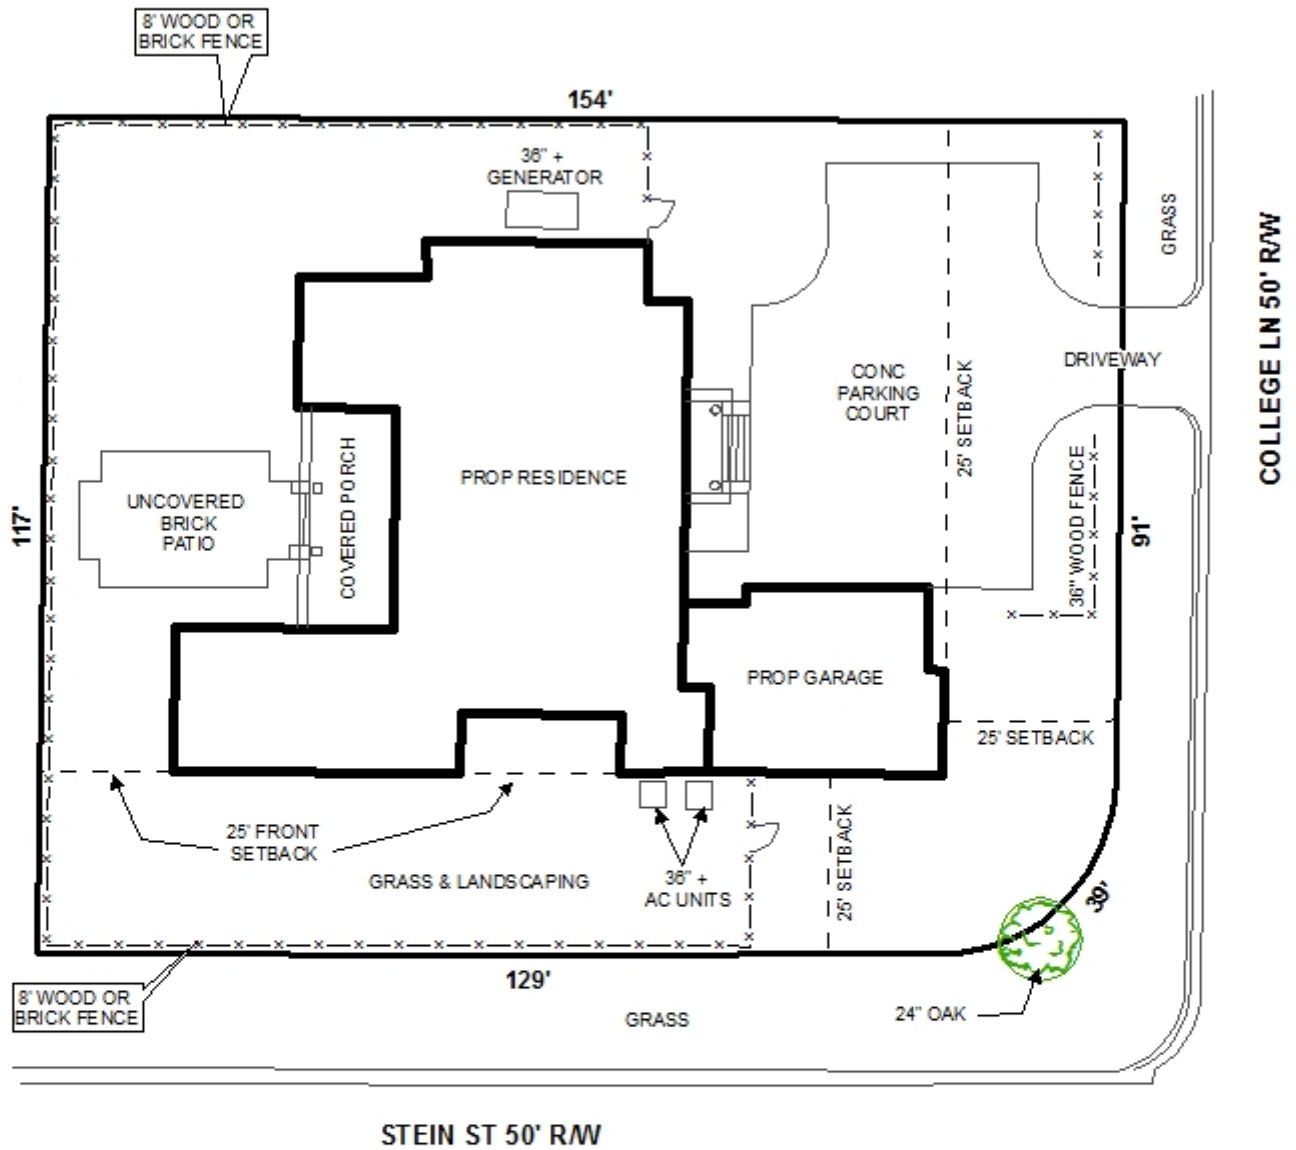 8' WOOD OR
BRICK FENCE
154'
36" +
GENERATOR
GRASS
COLLEGE LN 50' R/W
DRIVEWAY
CONC
PARKING
COURT
25' SETBACK
PROP RESIDENCE
COVERED PORCH
UNCOVERED
BRICK
PATIO
117'
36" WOOD FENCE
91'
PROP GARAGE
25' SETBACK
25' FRONT
SETBACK
GRASS & LANDSCAPING
36" +
AC UNITS
25' SETBACK
39'
129'
8' WOOD OR
BRICK FENCE
GRASS
24" OAK
STEIN ST 50' R/W